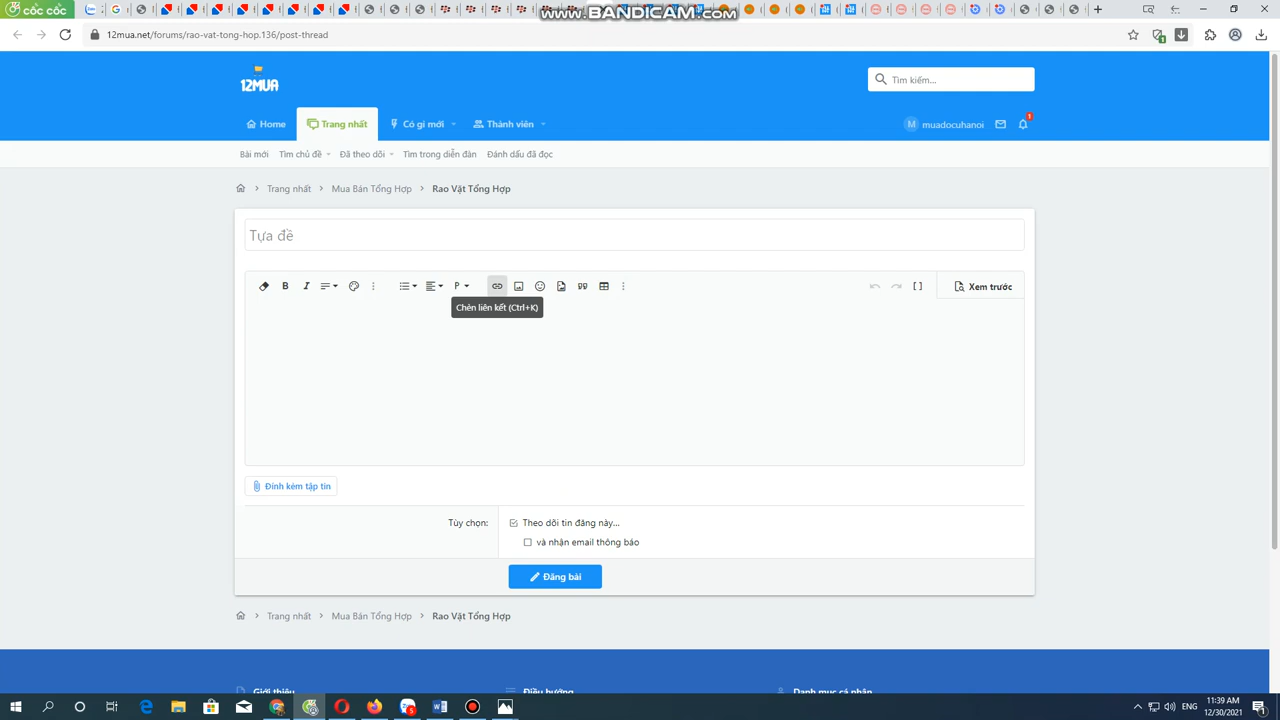 cốc cốc
www.BANDICAM.com
12mua.net/forums/rao-vat-tong-hop.136/post-thread
12MUA
Tìm kiếm...
Home
Trang nhất
Có gì mới
Thành viên
M muadocuhanoi
1
Bài mới
Tìm chủ đề
Đã theo dõi
Tìm trong diễn đàn
Đánh dấu đã đọc
Trang nhất > Mua Bán Tổng Hợp > Rao Vặt Tổng Hợp
Tựa đề
B I P [ ] Xem trước
Chèn liên kết (Ctrl+K)
Đính kèm tập tin
Tùy chọn: Theo dõi tin đăng này...
và nhận email thông báo
Đăng bài
Trang nhất > Mua Bán Tổng Hợp > Rao Vặt Tổng Hợp
Giới thiệu
Điều hướng
Danh mục cá nhân
5
ENG
11:39 AM
12/30/2021
1